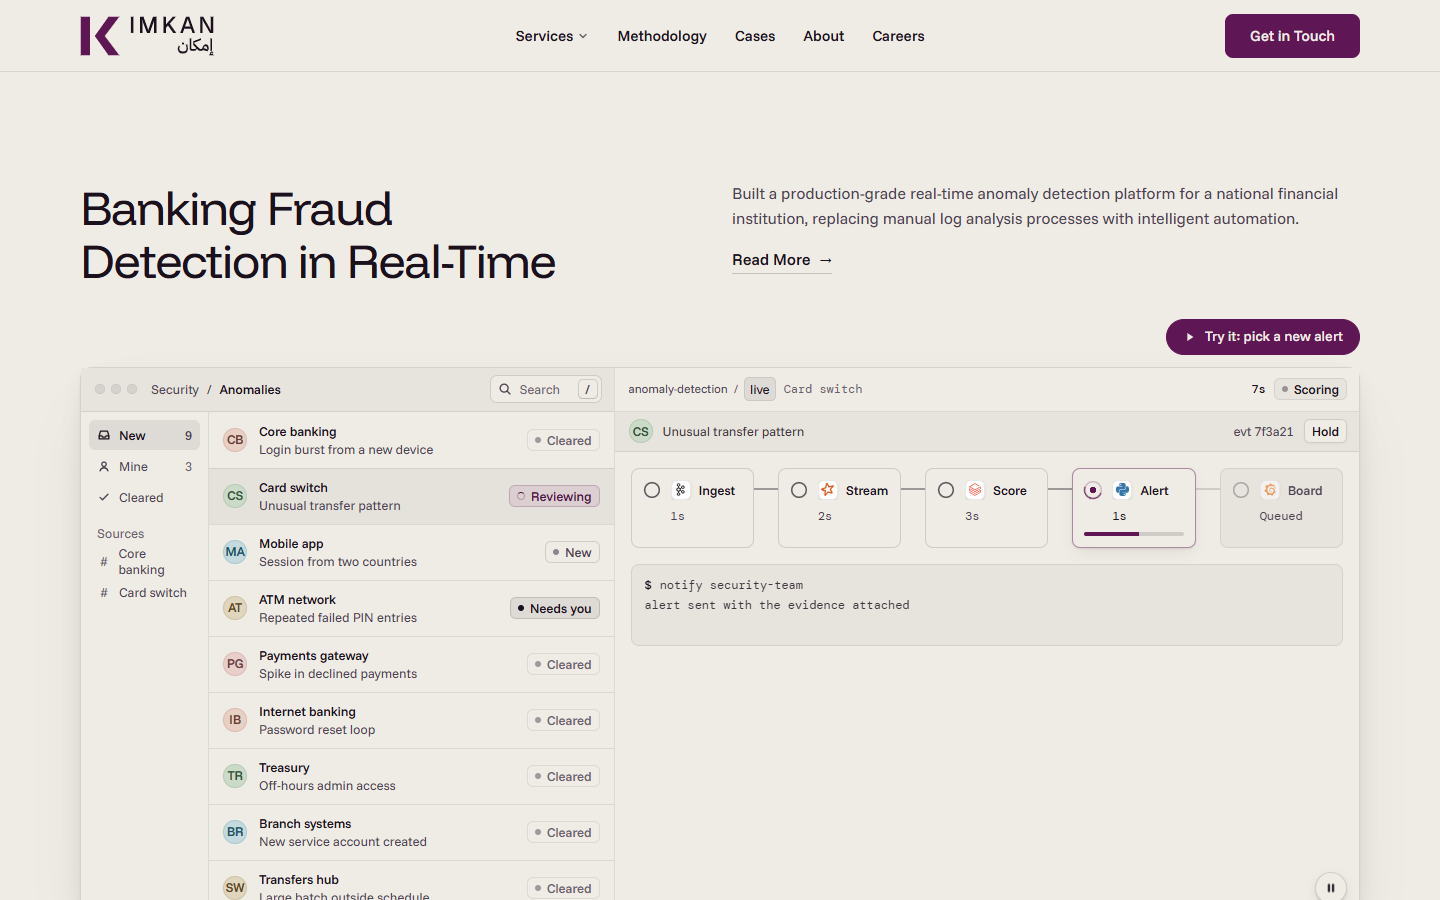 IMKAN
إمكان
Services
Methodology
Cases
About
Careers
Get in Touch
Banking Fraud
Detection in Real-Time
Built a production-grade real-time anomaly detection platform for a national financial
institution, replacing manual log analysis processes with intelligent automation.
Read More →
Try it: pick a new alert
Security / Anomalies
Search /
New 9
Mine 3
Cleared
Sources
# Core
banking
# Card switch
CB Core banking
Login burst from a new device
Cleared
CS Card switch
Unusual transfer pattern
Reviewing
MA Mobile app
Session from two countries
New
AT ATM network
Repeated failed PIN entries
Needs you
PG Payments gateway
Spike in declined payments
Cleared
IB Internet banking
Password reset loop
Cleared
TR Treasury
Off-hours admin access
Cleared
BR Branch systems
New service account created
Cleared
SW Transfers hub
Large batch outside schedule
Cleared
anomaly-detection / live Card switch
7s Scoring
CS Unusual transfer pattern
evt 7f3a21 Hold
Ingest
1s
Stream
2s
Score
3s
Alert
1s
Board
Queued
$ notify security-team
alert sent with the evidence attached